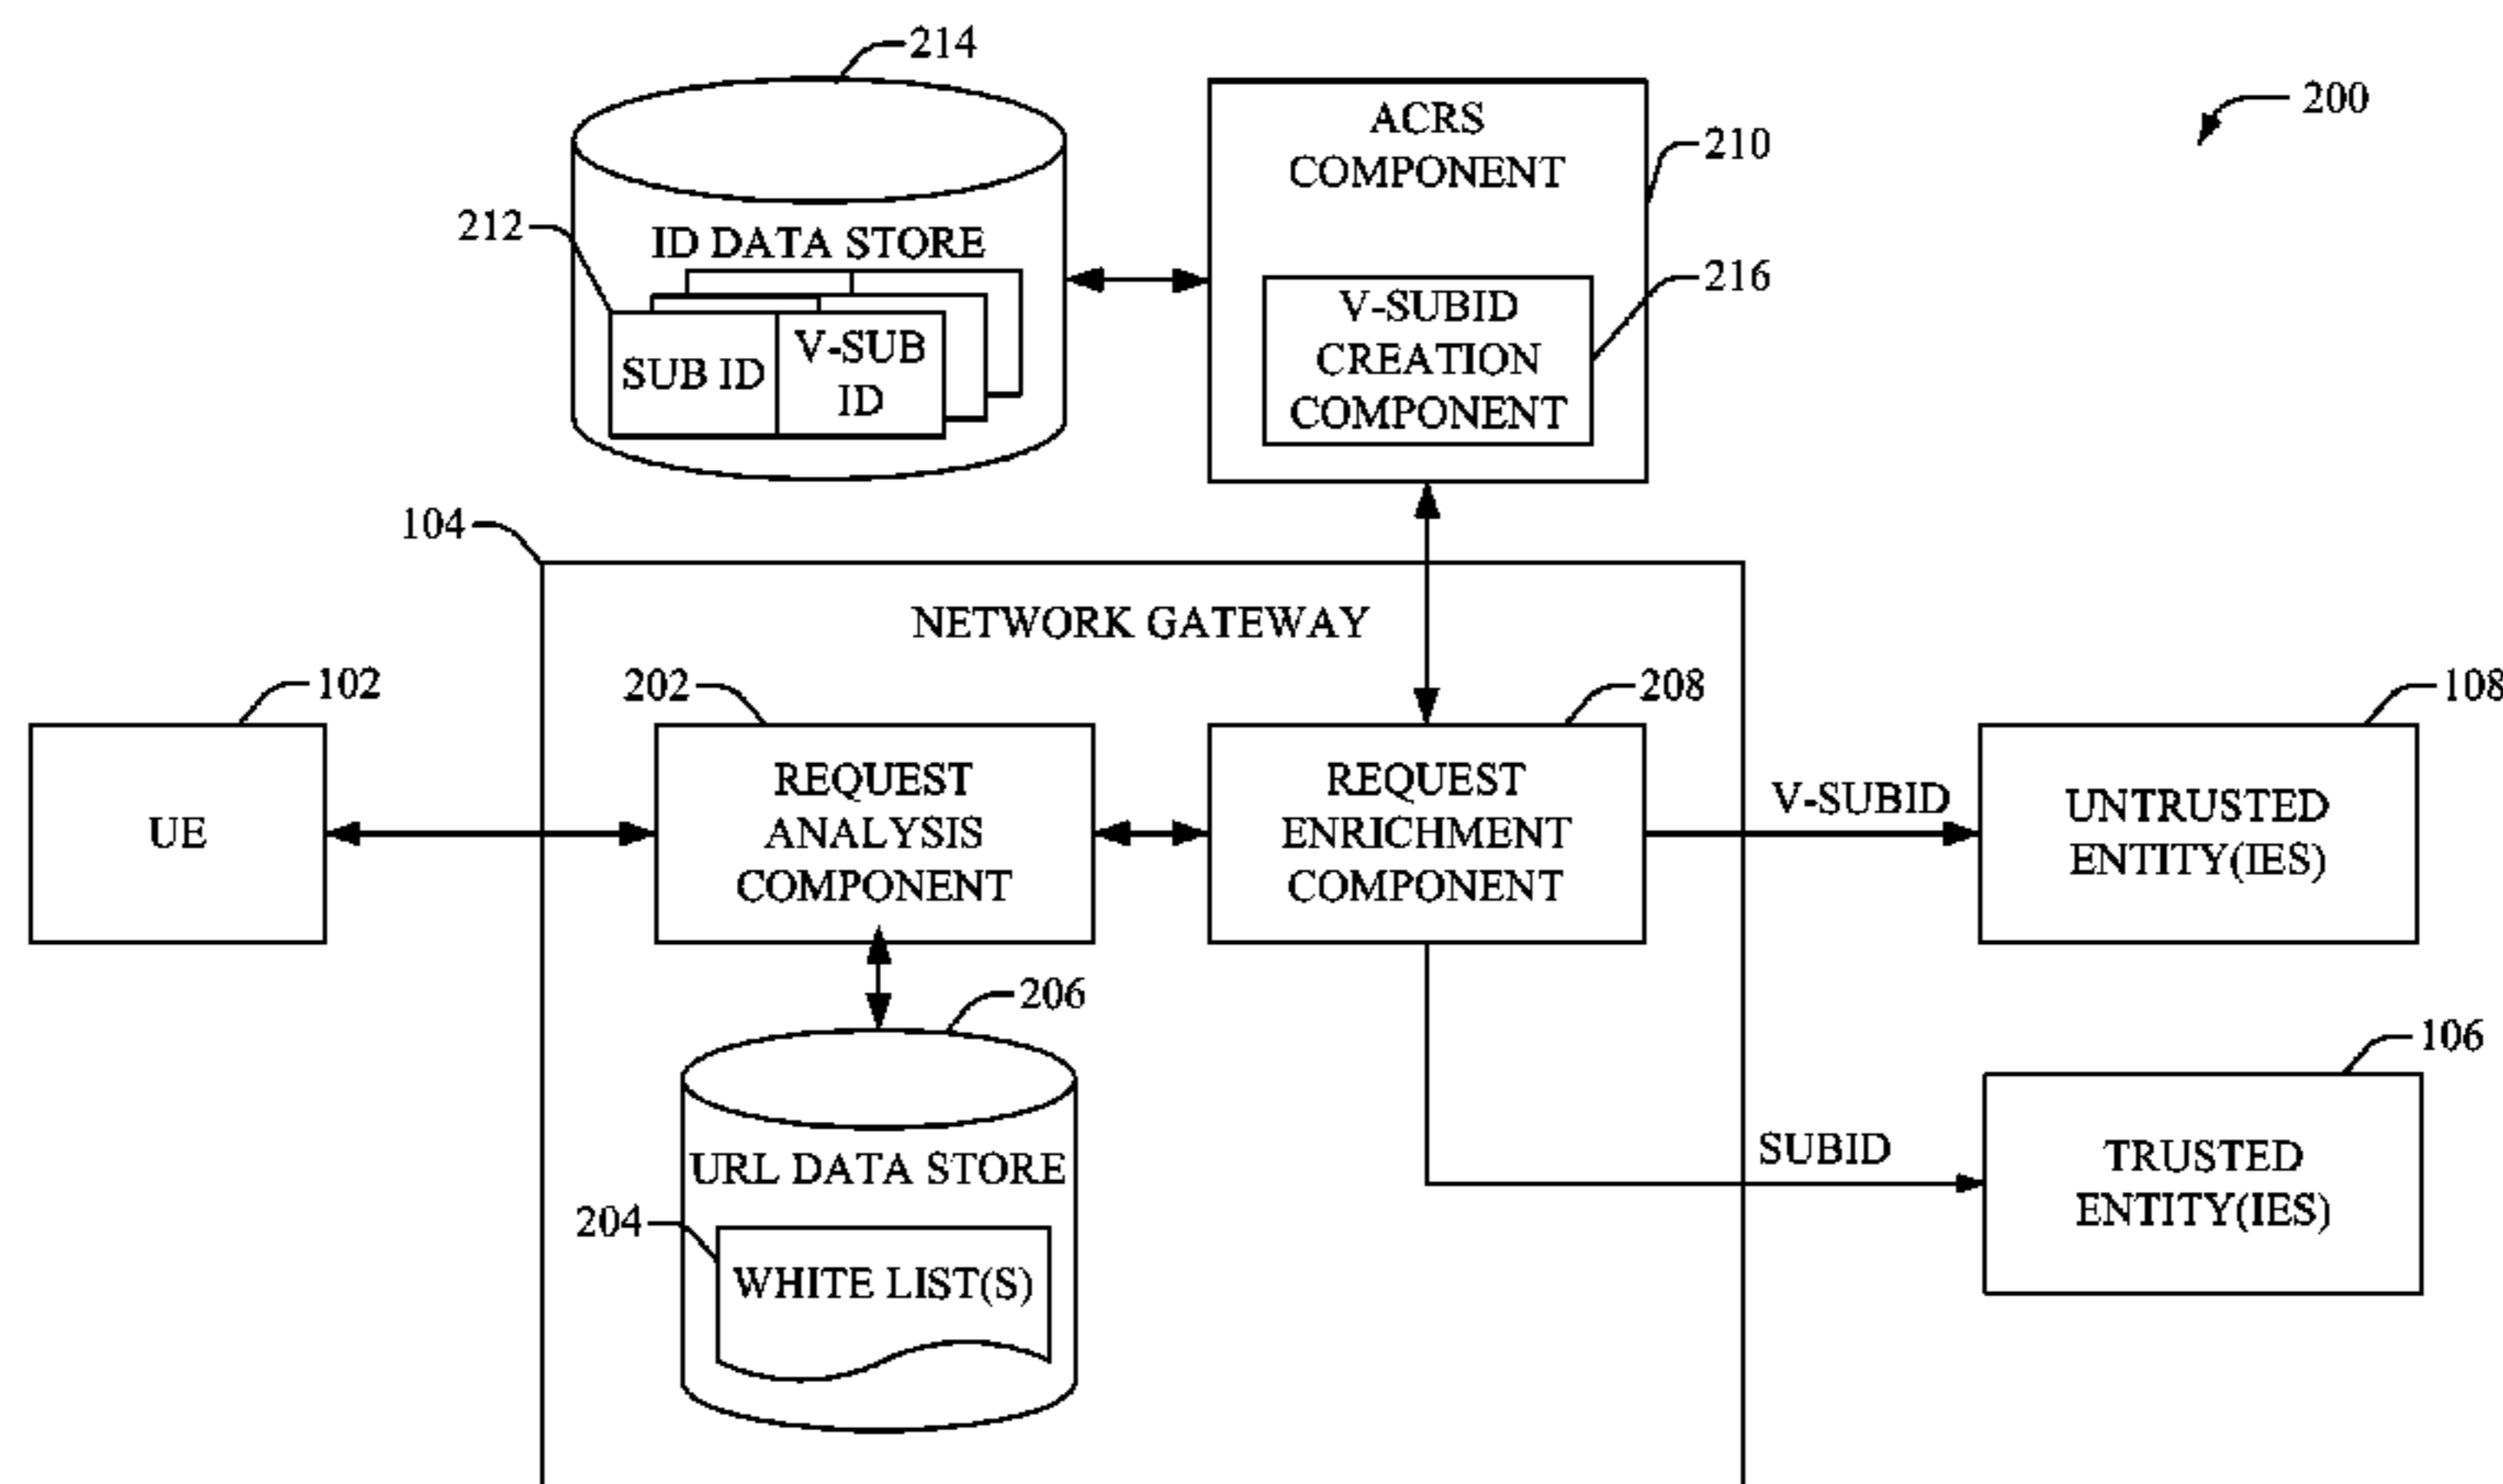 214
200
ACRS
COMPONENT
210
212
ID DATA STORE
216
V-SUBID
CREATION
COMPONENT
SUB ID
V-SUB
ID
104
NETWORK GATEWAY
102
202
208
108
UE
REQUEST
ANALYSIS
COMPONENT
REQUEST
ENRICHMENT
COMPONENT
V-SUBID
UNTRUSTED
ENTITY(IES)
206
106
URL DATA STORE
SUBID
TRUSTED
ENTITY(IES)
204
WHITE LIST(S)